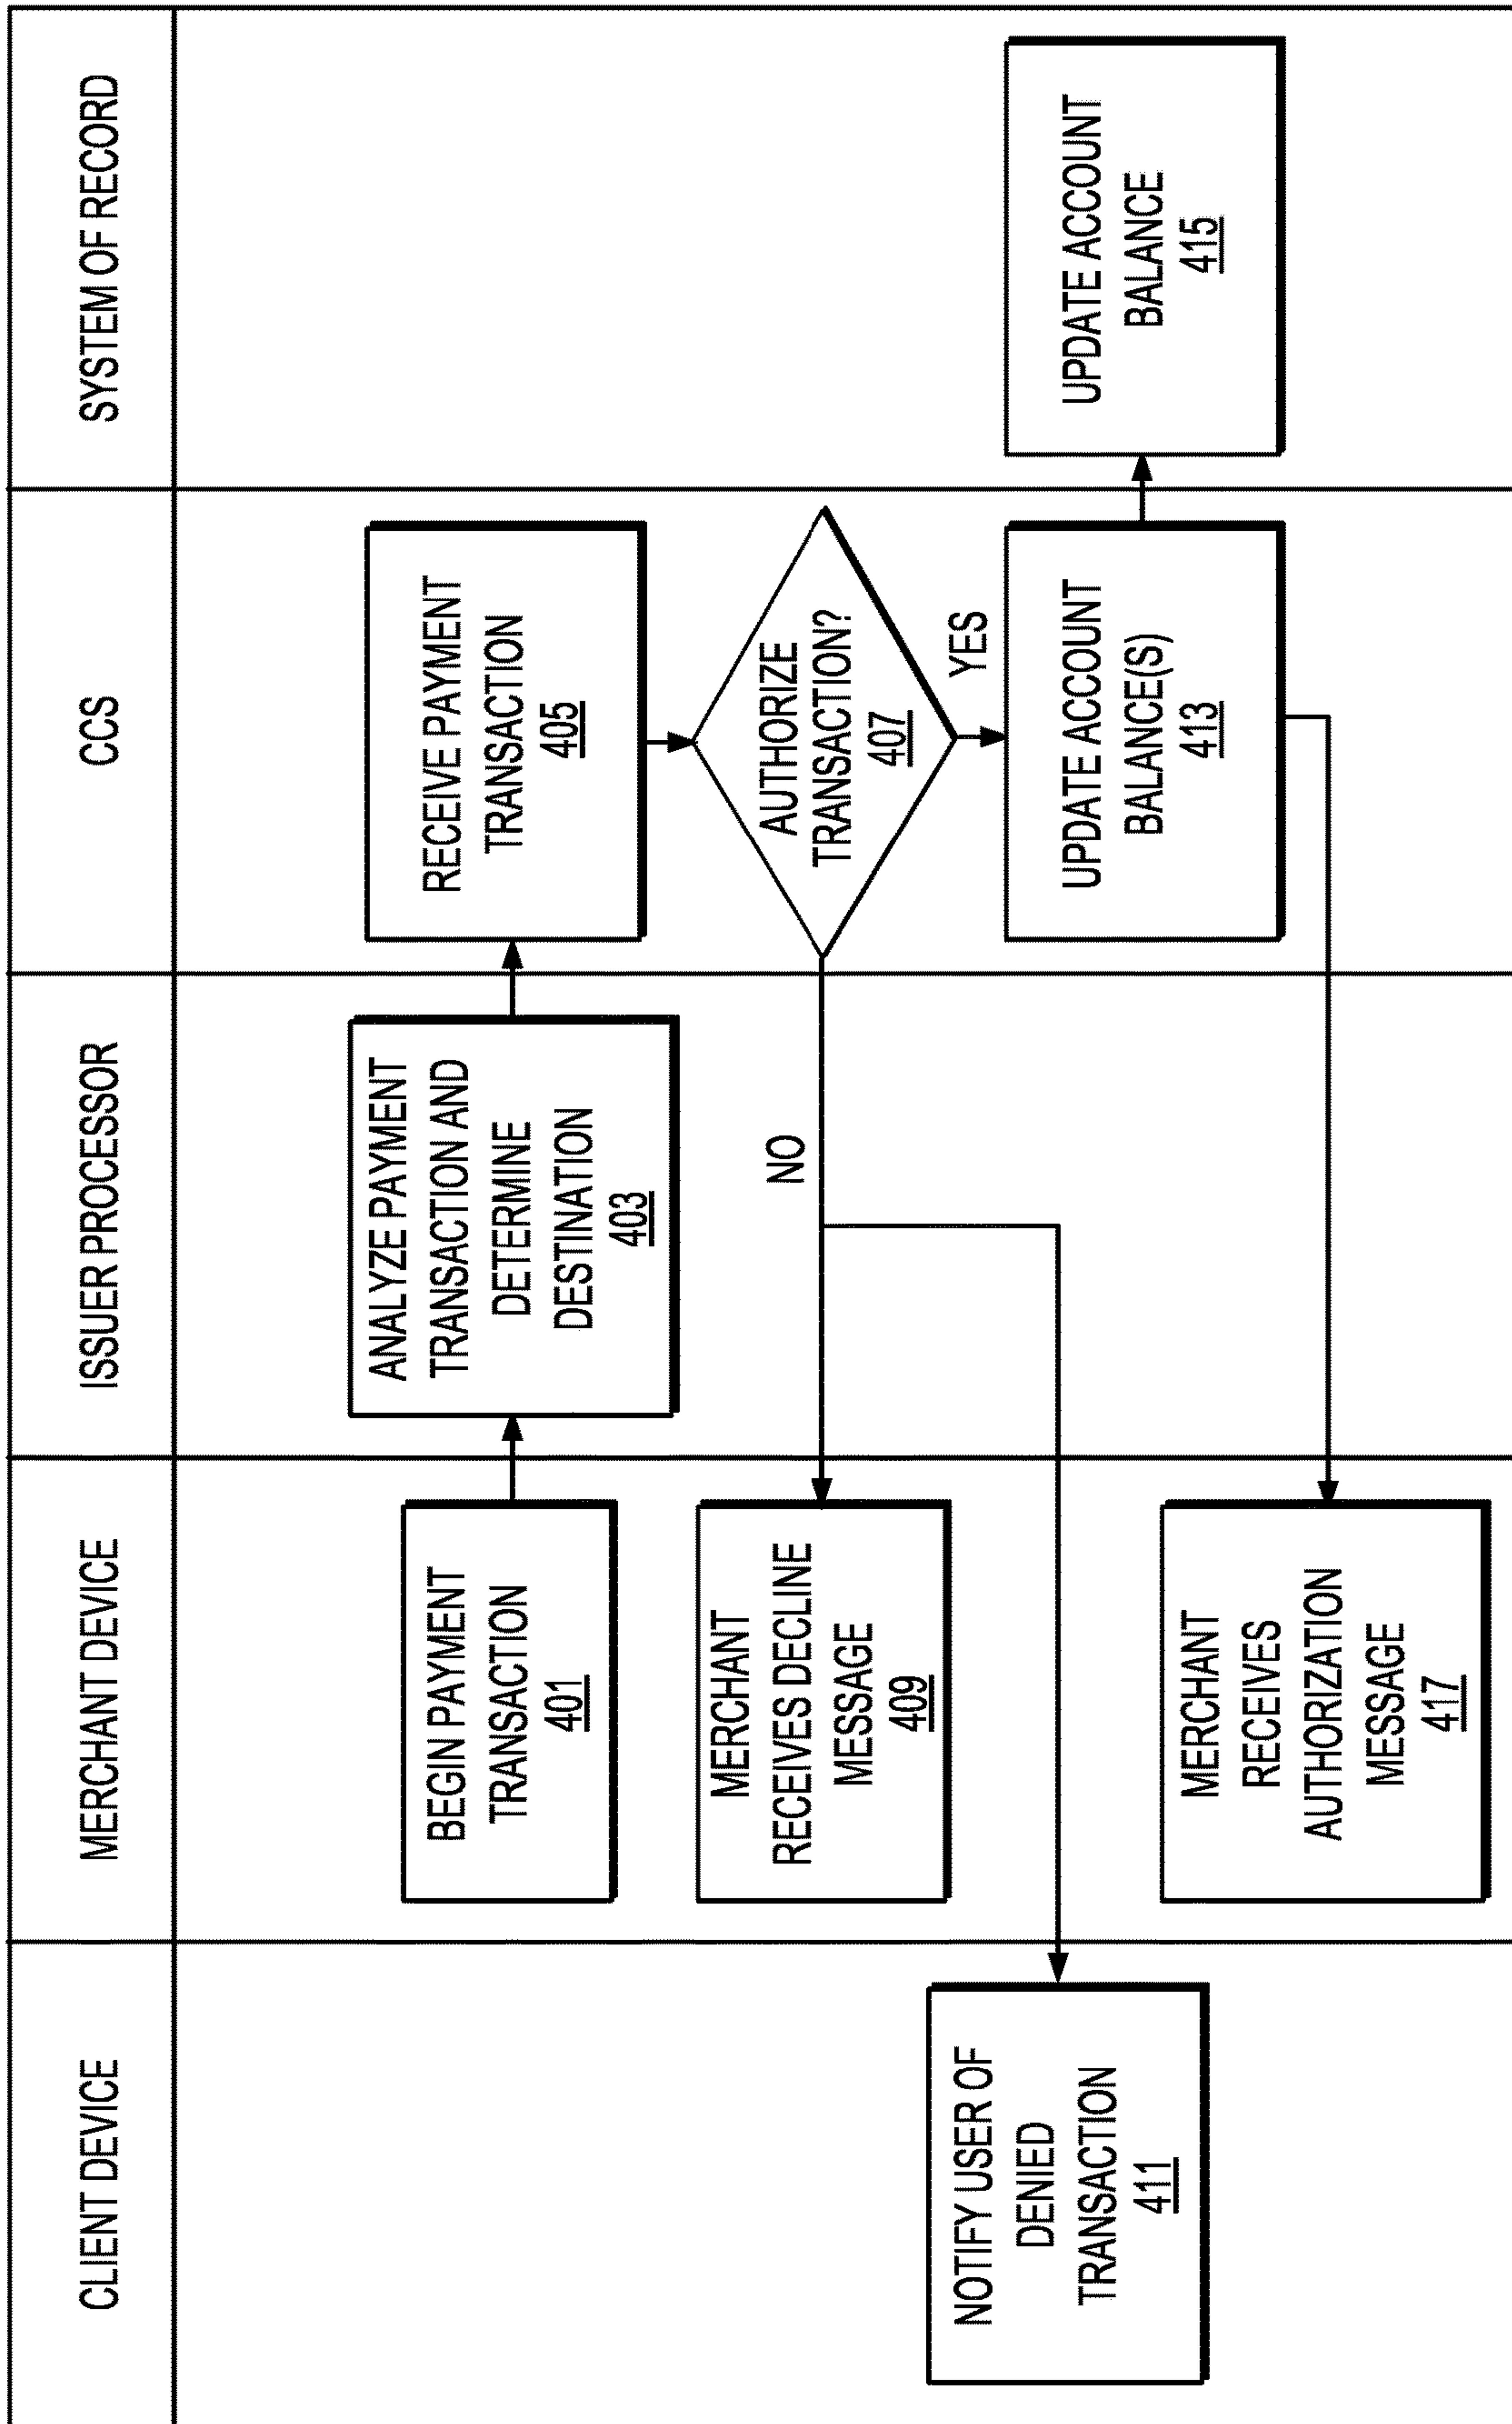 CLIENT DEVICE
MERCHANT DEVICE
ISSUER PROCESSOR
CCS
SYSTEM OF RECORD
BEGIN PAYMENT
TRANSACTION
401
ANALYZE PAYMENT
TRANSACTION AND
DETERMINE
DESTINATION
403
RECEIVE PAYMENT
TRANSACTION
405
AUTHORIZE
TRANSACTION?
407
NO
YES
MERCHANT
RECEIVES DECLINE
MESSAGE
409
NOTIFY USER OF
DENIED
TRANSACTION
411
UPDATE ACCOUNT
BALANCE(S)
413
UPDATE ACCOUNT
BALANCE
415
MERCHANT
RECEIVES
AUTHORIZATION
MESSAGE
417